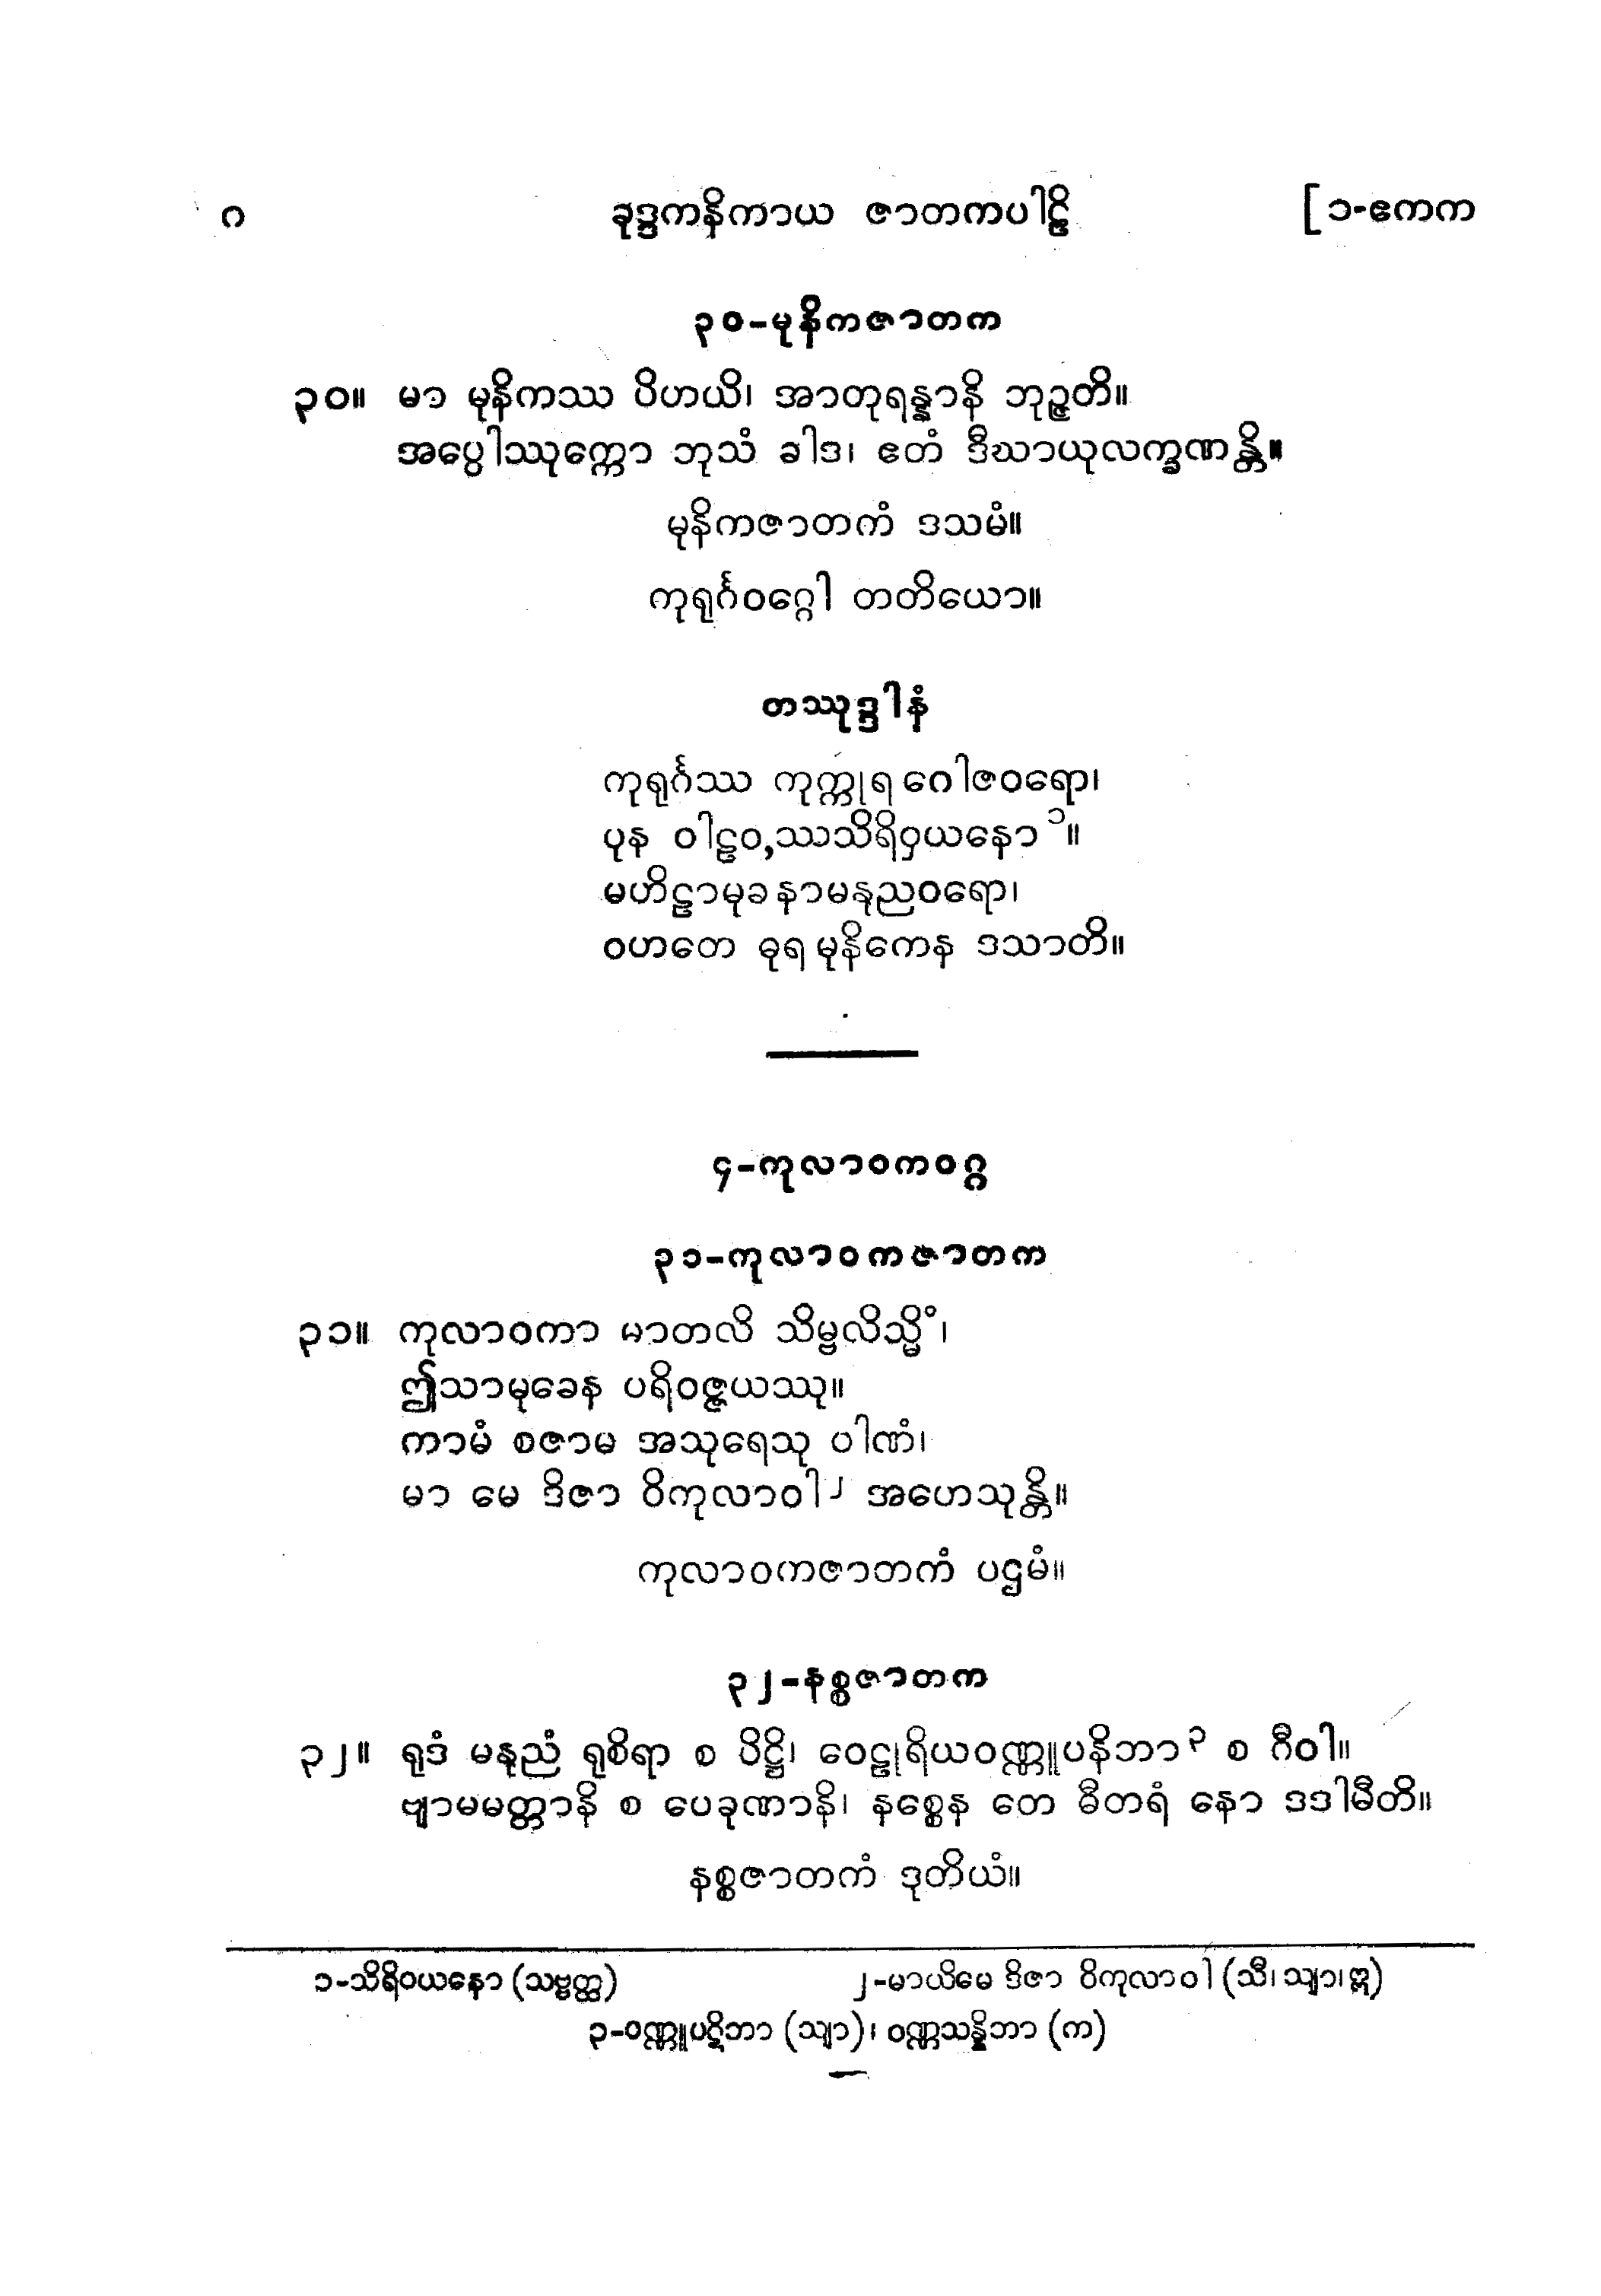 ဂ ခုဒ္ဒကနိကာယ ဇာတကပါဠိ [၁-ဧကက
၃၀-မုနိကဇာတက
၃၀။ မာ မုနိကဿ ပိဟယိ၊ အာတုရန္နာနိ ဘုဉ္ဇတိ။
အပ္ပေါဿုက္ကော ဘုသံ ခါဒ၊ ဧတံ ဒီဃာယုလက္ခဏန္တိ။
မုနိကဇာတကံ ဒသမံ။
ကုရုင်္ဂဝဂ္ဂေါ တတိယော။
တဿုဒ္ဒါနံ
ကုရုင်္ဂဿ ကုက္ကုရ ဂေါဇဝရော၊
ပုန ဝါဠဝ,ဿသိရိဝှယနော ၁။
မဟိဠာမုခ နာမနုညဝရော၊
ဝဟတေ ဓုရ မုနိကေန ဒသာတိ။
၄-ကုလာဝကဝဂ္ဂ
၃၁-ကုလာဝကဇာတက
၃၁။ ကုလာဝကာ မာတလိ သိမ္ဗလိသ္မိံ၊
ဤသာမုခေန ပရိဝဇ္ဇယဿု။
ကာမံ စဇာမ အသုရေသု ပါဏံ၊
မာ မေ ဒိဇာ ဝိကုလာဝါ၂ အဟေသုန္တိ။
ကုလာဝကဇာတကံ ပဌမံ။
၃၂-နစ္စဇာတက
၃၂။ ရုဒံ မနုညံ ရုစိရာ စ ပိဋ္ဌိ၊ ဝေဠုရိယဝဏ္ဏူပနိဘာ၃ စ ဂီဝါ။
ဗျာမမတ္တာနိ စ ပေခုဏာနိ၊ နစ္စေန တေ ဓီတရံ နော ဒဒါမီတိ။
နစ္စဇာတကံ ဒုတိယံ။
၁-သိရိဝယနော (သဗ္ဗတ္ထ) ၂-မာယိမေ ဒိဇာ ဝိကုလာဝါ (သီ၊ သျာ၊ ဣ)
၃-ဝဏ္ဏူပဋိဘာ (သျာ)၊ ဝဏ္ဏသန္နိဘာ (က)